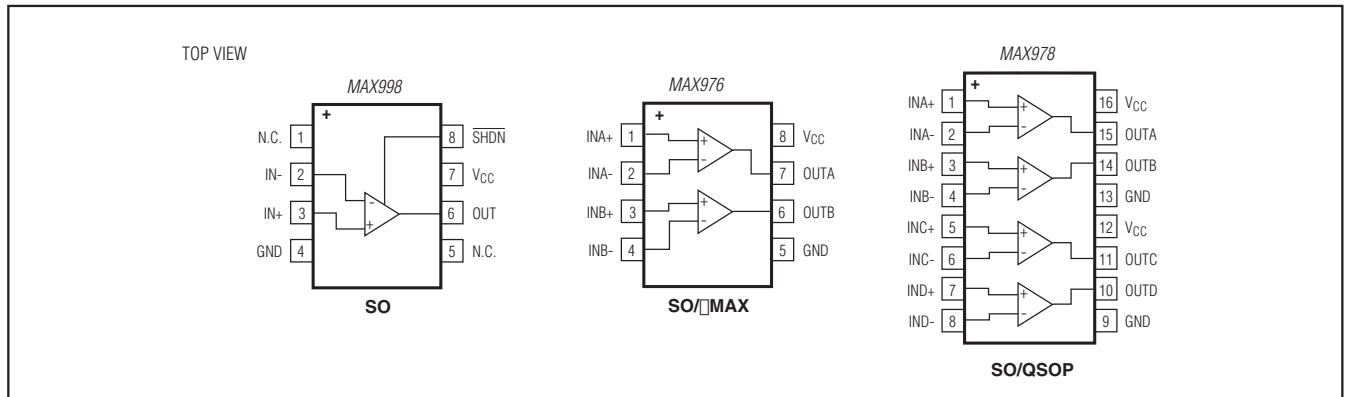 TOP VIEW
MAX998
+
N.C. 1
IN- 2
IN+ 3
GND 4
8 SHDN
7 VCC
6 OUT
5 N.C.
-
+
SO
MAX976
+
INA+ 1
INA- 2
INB+ 3
INB- 4
8 VCC
7 OUTA
6 OUTB
5 GND
+
-
+
-
SO/▯MAX
MAX978
+
INA+ 1
INA- 2
INB+ 3
INB- 4
INC+ 5
INC- 6
IND+ 7
IND- 8
16 VCC
15 OUTA
14 OUTB
13 GND
12 VCC
11 OUTC
10 OUTD
9 GND
+
-
+
-
+
-
+
-
SO/QSOP